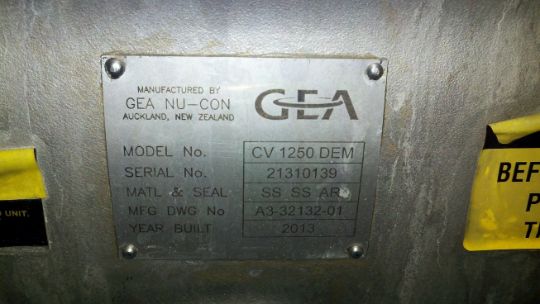 MANUFACTURED BY
GEA NU-CON
AUCKLAND, NEW ZEALAND
GEA
MODEL No. CV 1250 DEM
SERIAL No. 21310139
MATL & SEAL SS SS AR
MFG DWG No A3-32132-01
YEAR BUILT 2013
UNIT.
BEF
P
T